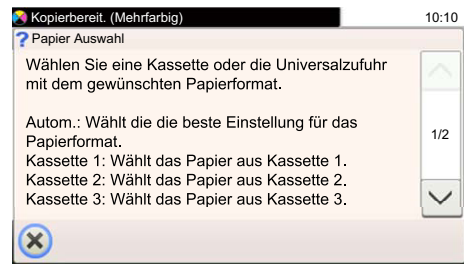 Kopierbereit. (Mehrfarbig) 10:10
Papier Auswahl
Wählen Sie eine Kassette oder die Universalzufuhr
mit dem gewünschten Papierformat.
Autom.: Wählt die die beste Einstellung für das
Papierformat.
1/2
Kassette 1: Wählt das Papier aus Kassette 1.
Kassette 2: Wählt das Papier aus Kassette 2.
Kassette 3: Wählt das Papier aus Kassette 3.